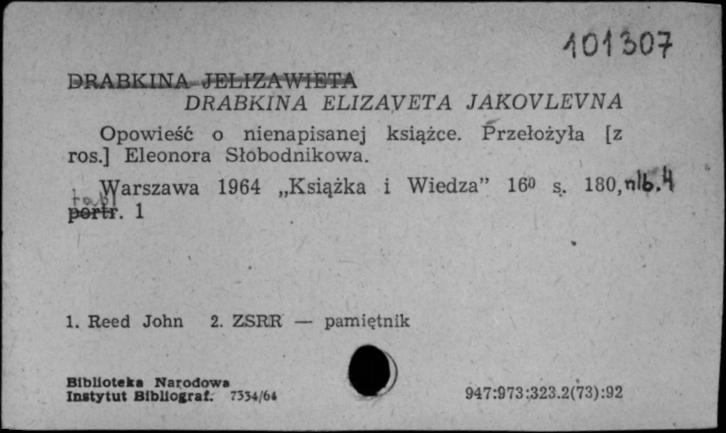 101307
DRABKINA JELIZAWIETA
DRABKINA ELIZAVETA JAKOVLEVNA
Opowieść o nienapisanej książce. Przełożyła [z
ros.] Eleonora Słobodnikowa.
Warszawa 1964 „Książka i Wiedza” 16⁰ s. 180, nlb. 4
tabl
portr. 1
1. Reed John 2. ZSRR — pamiętnik
Biblioteka Narodowa
Instytut Bibliograf. 7334/64
947:973:323.2(73):92